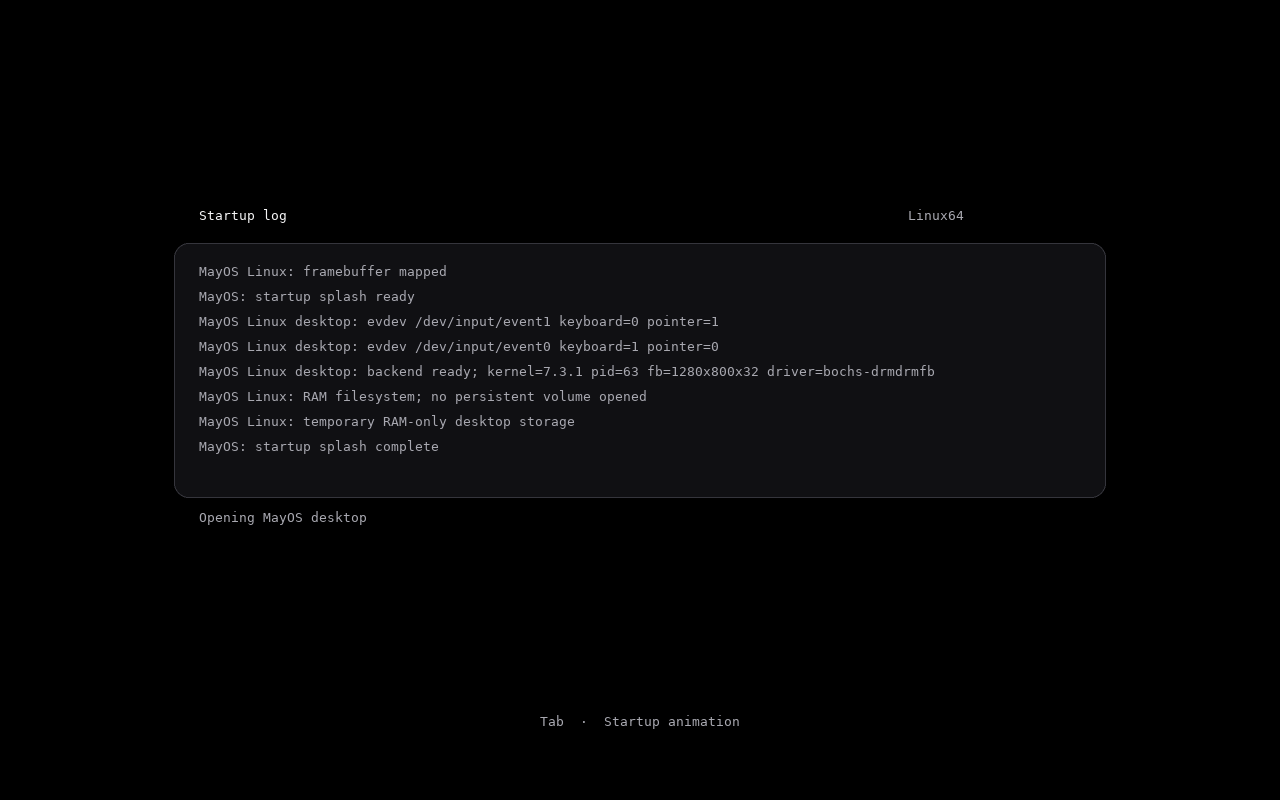 Startup log
Linux64
MayOS Linux: framebuffer mapped
MayOS: startup splash ready
MayOS Linux desktop: evdev /dev/input/event1 keyboard=0 pointer=1
MayOS Linux desktop: evdev /dev/input/event0 keyboard=1 pointer=0
MayOS Linux desktop: backend ready; kernel=7.3.1 pid=63 fb=1280x800x32 driver=bochs-drmdrmfb
MayOS Linux: RAM filesystem; no persistent volume opened
MayOS Linux: temporary RAM-only desktop storage
MayOS: startup splash complete
Opening MayOS desktop
Tab · Startup animation